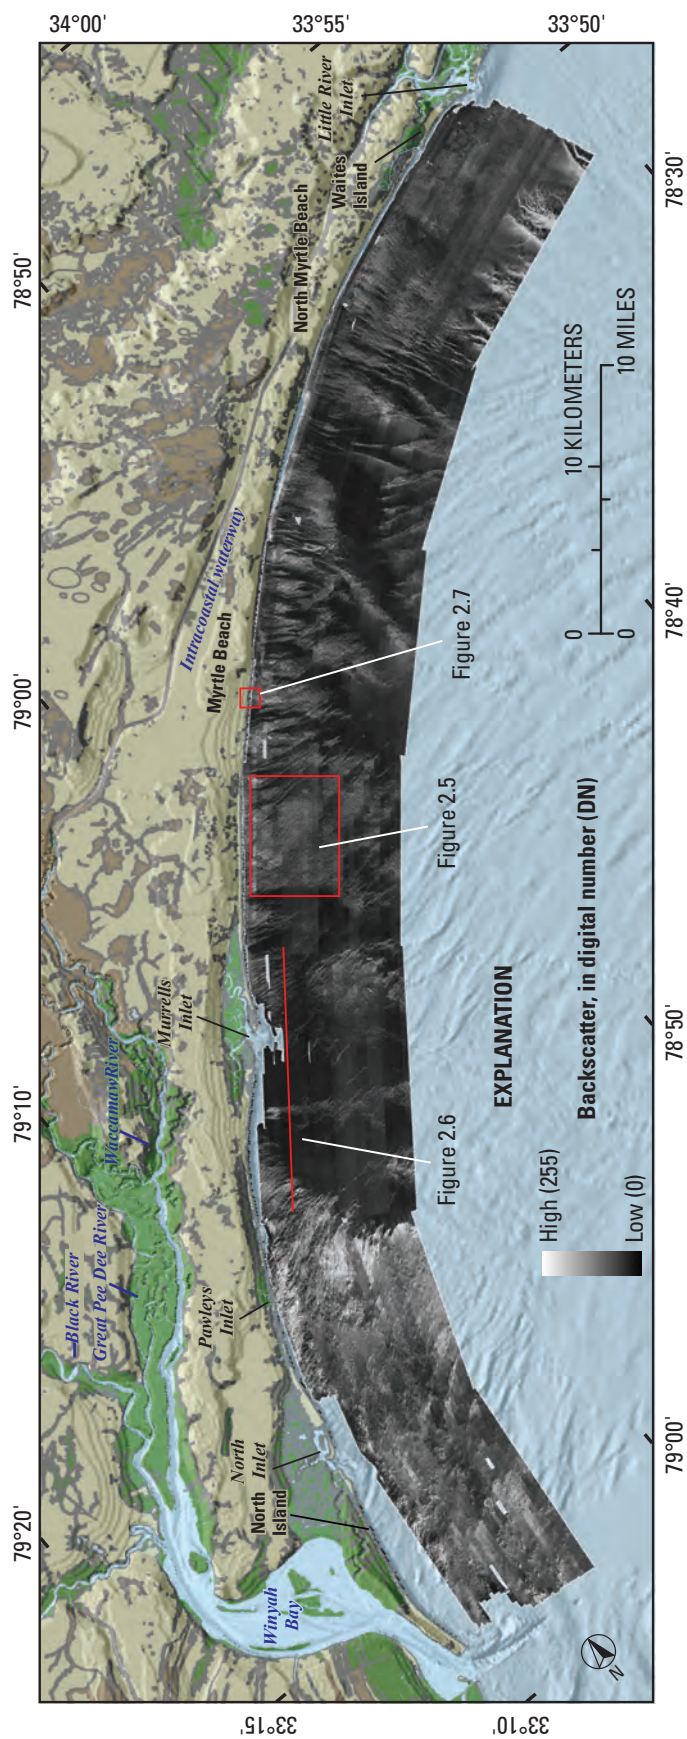 79°20'
79°10'
79°00'
78°50'
34°00'
33°55'
33°50'
33°15'
33°10'
79°00'
78°50'
78°40'
78°30'
Black River
Great Pee Dee River
WaccamawRiver
Winyah
Bay
North
Island
North
Inlet
Pawleys
Inlet
Murrells
Inlet
Myrtle Beach
Intracoastal waterway
North Myrtle Beach
Waites
Island
Little River
Inlet
Figure 2.6
Figure 2.5
Figure 2.7
EXPLANATION
Backscatter, in digital number (DN)
High (255)
Low (0)
0
10 KILOMETERS
0
10 MILES
N